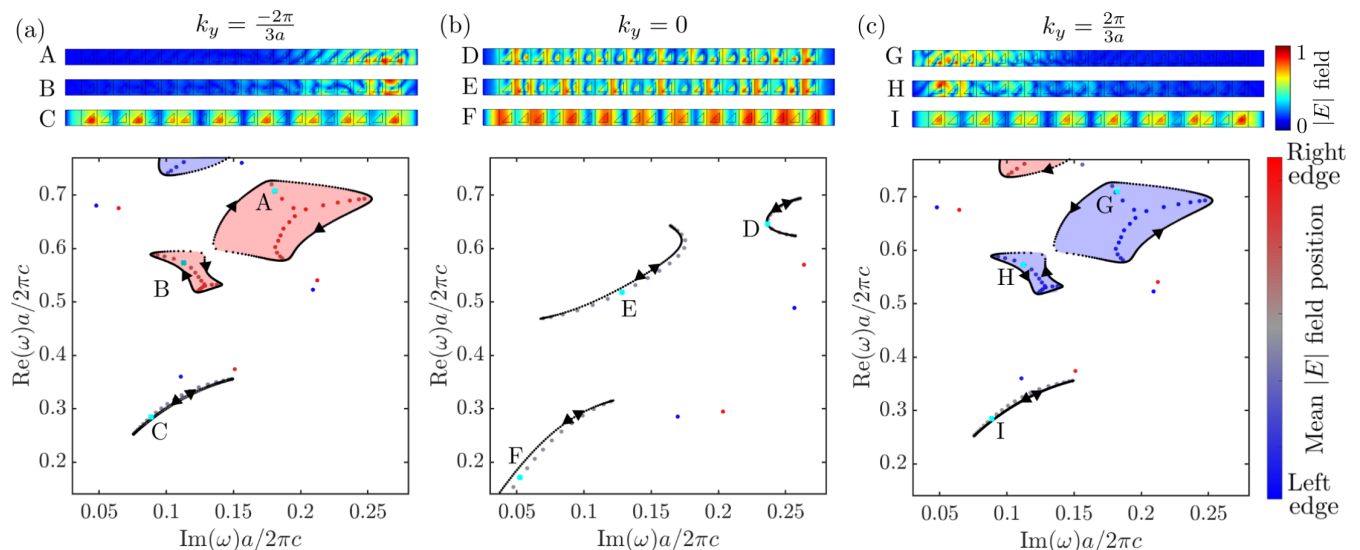 (a) k_y = −2π/3a (b) k_y = 0 (c) k_y = 2π/3a
A D G 1
B E H
C F I 0
|E| field
0.7 0.7 0.7
0.6 0.6 0.6
0.5 0.5 0.5
0.4 0.4 0.4
0.3 0.3 0.3
0.2 0.2 0.2
Re(ω)a/2πc Re(ω)a/2πc Re(ω)a/2πc
A D G
B E H
C F I
0.05 0.1 0.15 0.2 0.25 0.05 0.1 0.15 0.2 0.25 0.05 0.1 0.15 0.2 0.25
Im(ω)a/2πc Im(ω)a/2πc Im(ω)a/2πc
Right
edge
Mean |E| field position
Left
edge